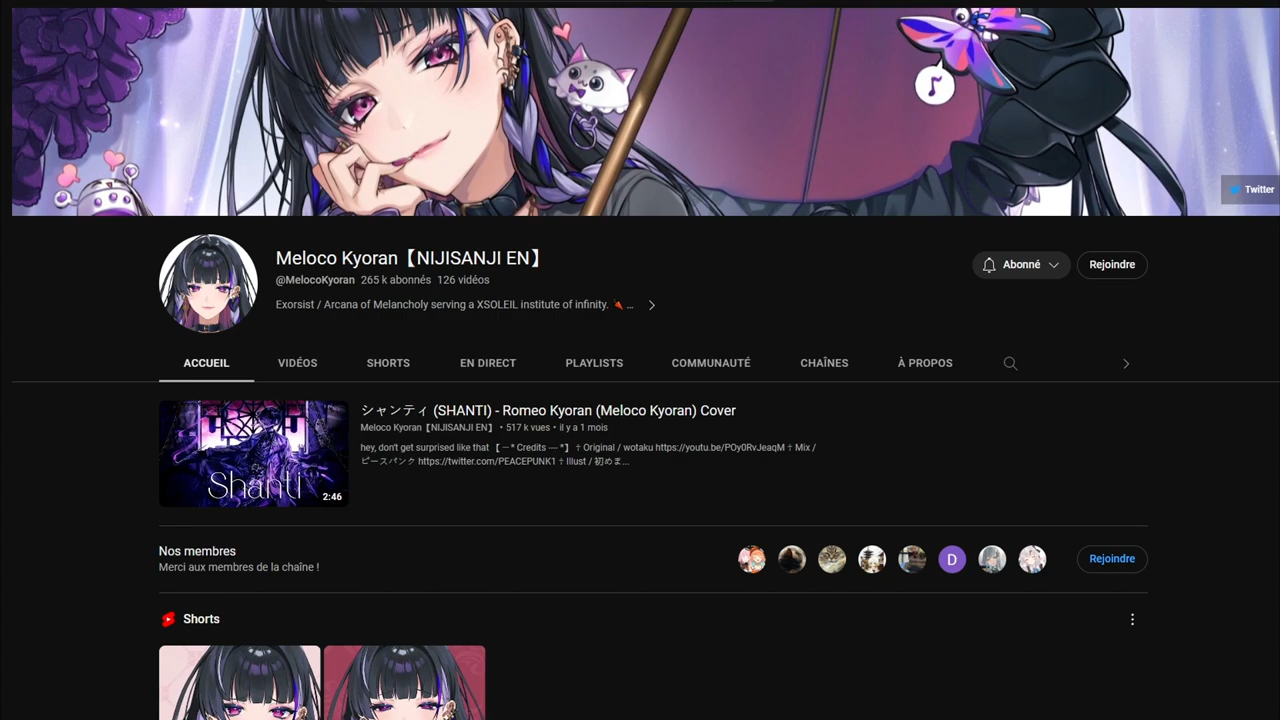 Twitter
Meloco Kyoran【NIJISANJI EN】
@MelocoKyoran 265 k abonnés 126 vidéos
Exorsist / Arcana of Melancholy serving a XSOLEIL institute of infinity. 🌶 ...
Abonné
Rejoindre
ACCUEIL VIDÉOS SHORTS EN DIRECT PLAYLISTS COMMUNAUTÉ CHAÎNES À PROPOS
Shanti
2:46
シャンティ (SHANTI) - Romeo Kyoran (Meloco Kyoran) Cover
Meloco Kyoran【NIJISANJI EN】 • 517 k vues • il y a 1 mois
hey, don't get surprised like that 【 ─ * Credits ─ *】 † Original / wotaku https://youtu.be/POy0RvJeaqM † Mix /
ピースパンク https://twitter.com/PEACEPUNK1 † Illust / 初めま...
Nos membres
Merci aux membres de la chaîne !
D
Rejoindre
Shorts